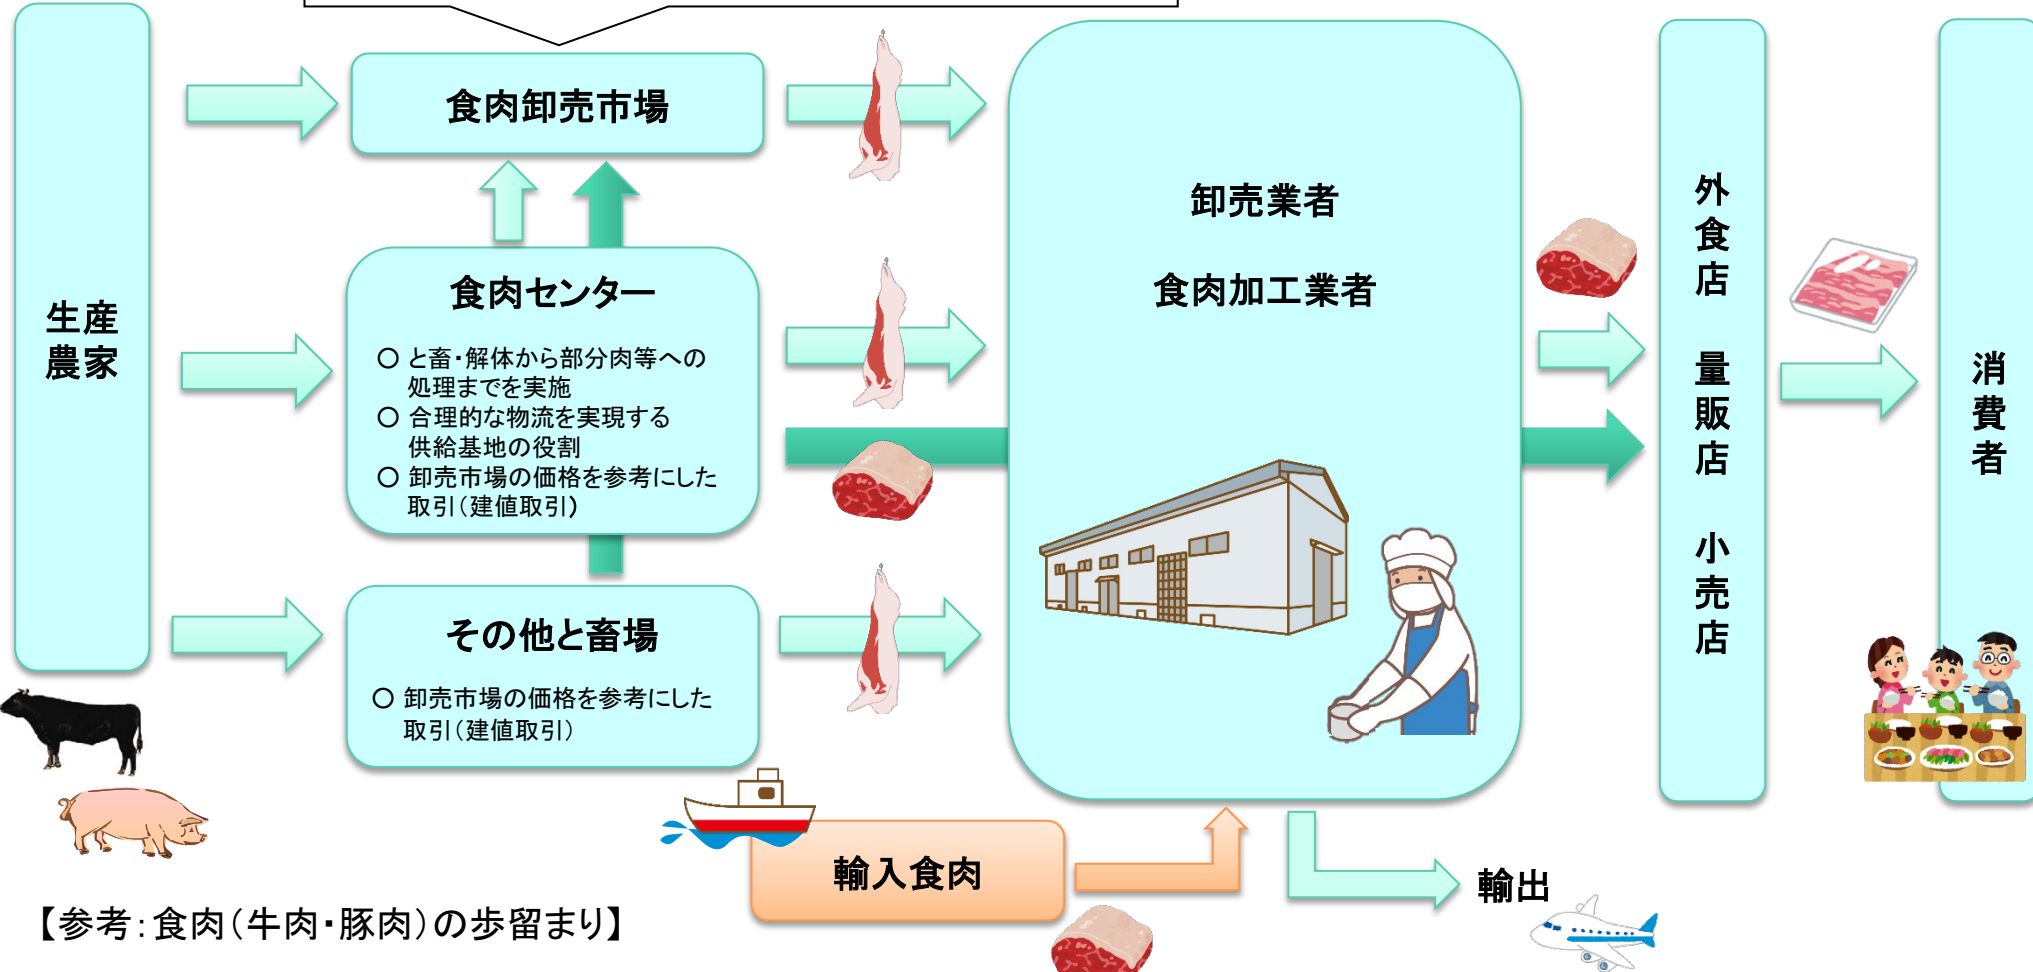 生産
農家
食肉卸売市場
食肉センター
〇 と畜・解体から部分肉等への
処理までを実施
〇 合理的な物流を実現する
供給基地の役割
〇 卸売市場の価格を参考にした
取引（建値取引）
その他と畜場
〇 卸売市場の価格を参考にした
取引（建値取引）
卸売業者
食肉加工業者
外食店 量販店 小売店
消費者
輸入食肉
輸出
【参考：食肉（牛肉・豚肉）の歩留まり】